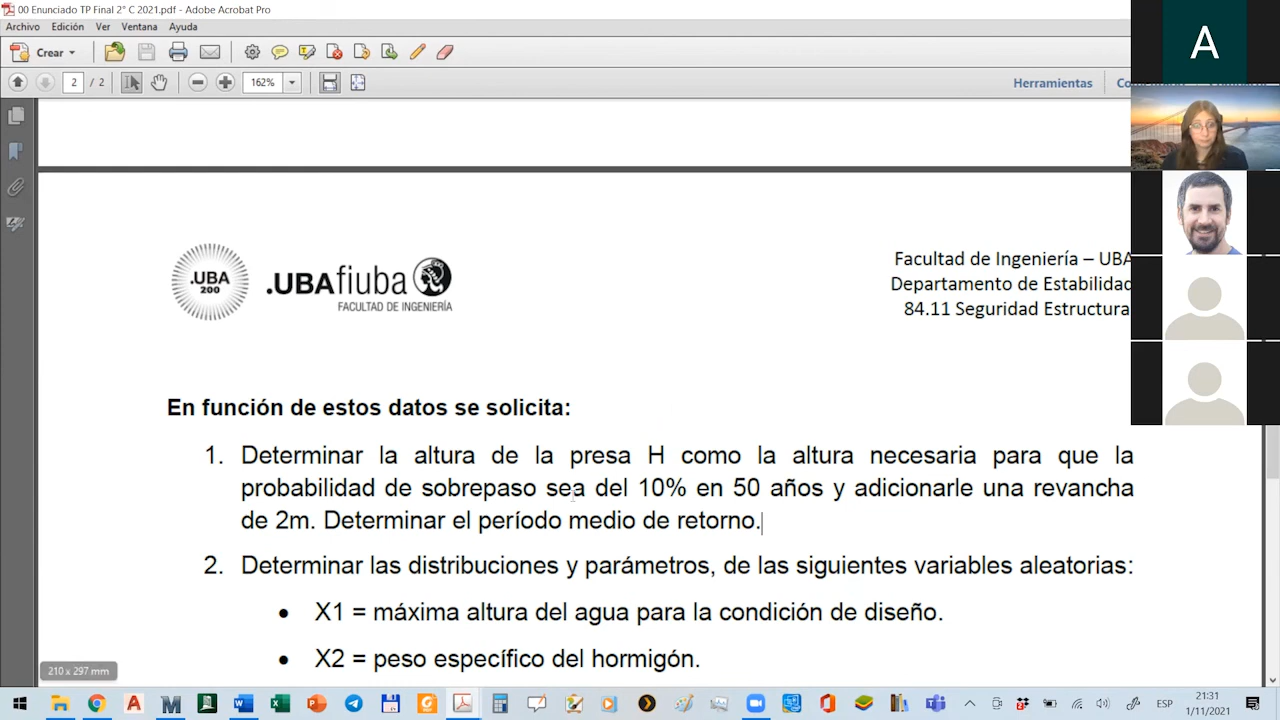 00 Enunciado TP Final 2° C 2021.pdf - Adobe Acrobat Pro
Archivo Edición Ver Ventana Ayuda
Crear
2 / 2 162% Herramientas
A
.UBA
200
.UBAfiuba
FACULTAD DE INGENIERÍA
Facultad de Ingeniería – UBA
Departamento de Estabilidad
84.11 Seguridad Estructura
En función de estos datos se solicita:
1. Determinar la altura de la presa H como la altura necesaria para que la
probabilidad de sobrepaso sea del 10% en 50 años y adicionarle una revancha
de 2m. Determinar el período medio de retorno.
2. Determinar las distribuciones y parámetros, de las siguientes variables aleatorias:
• X1 = máxima altura del agua para la condición de diseño.
• X2 = peso específico del hormigón.
210 x 297 mm
ESP
21:31
1/11/2021